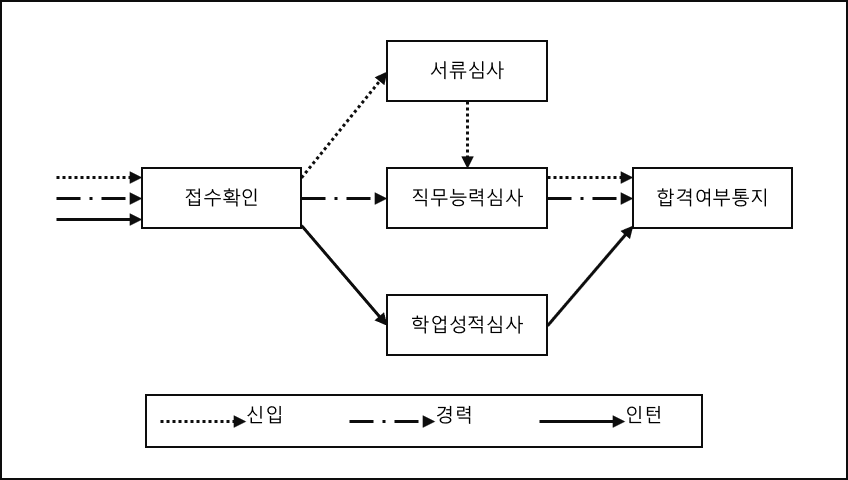 서류심사
접수확인
직무능력심사
합격여부통지
학업성적심사
신입
경력
인턴